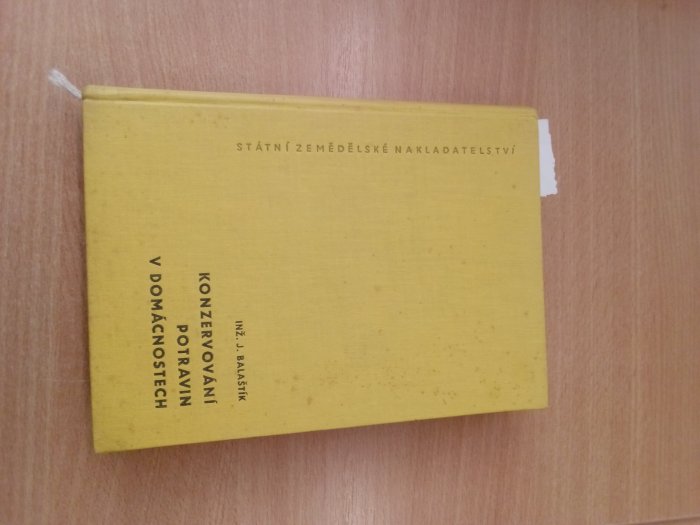 STÁTNÍ ZEMĚDĚLSKÉ NAKLADATELSTVÍ
INŽ. J. BALAŠTÍK
KONZERVOVÁNÍ
POTRAVIN
V DOMÁCNOSTECH